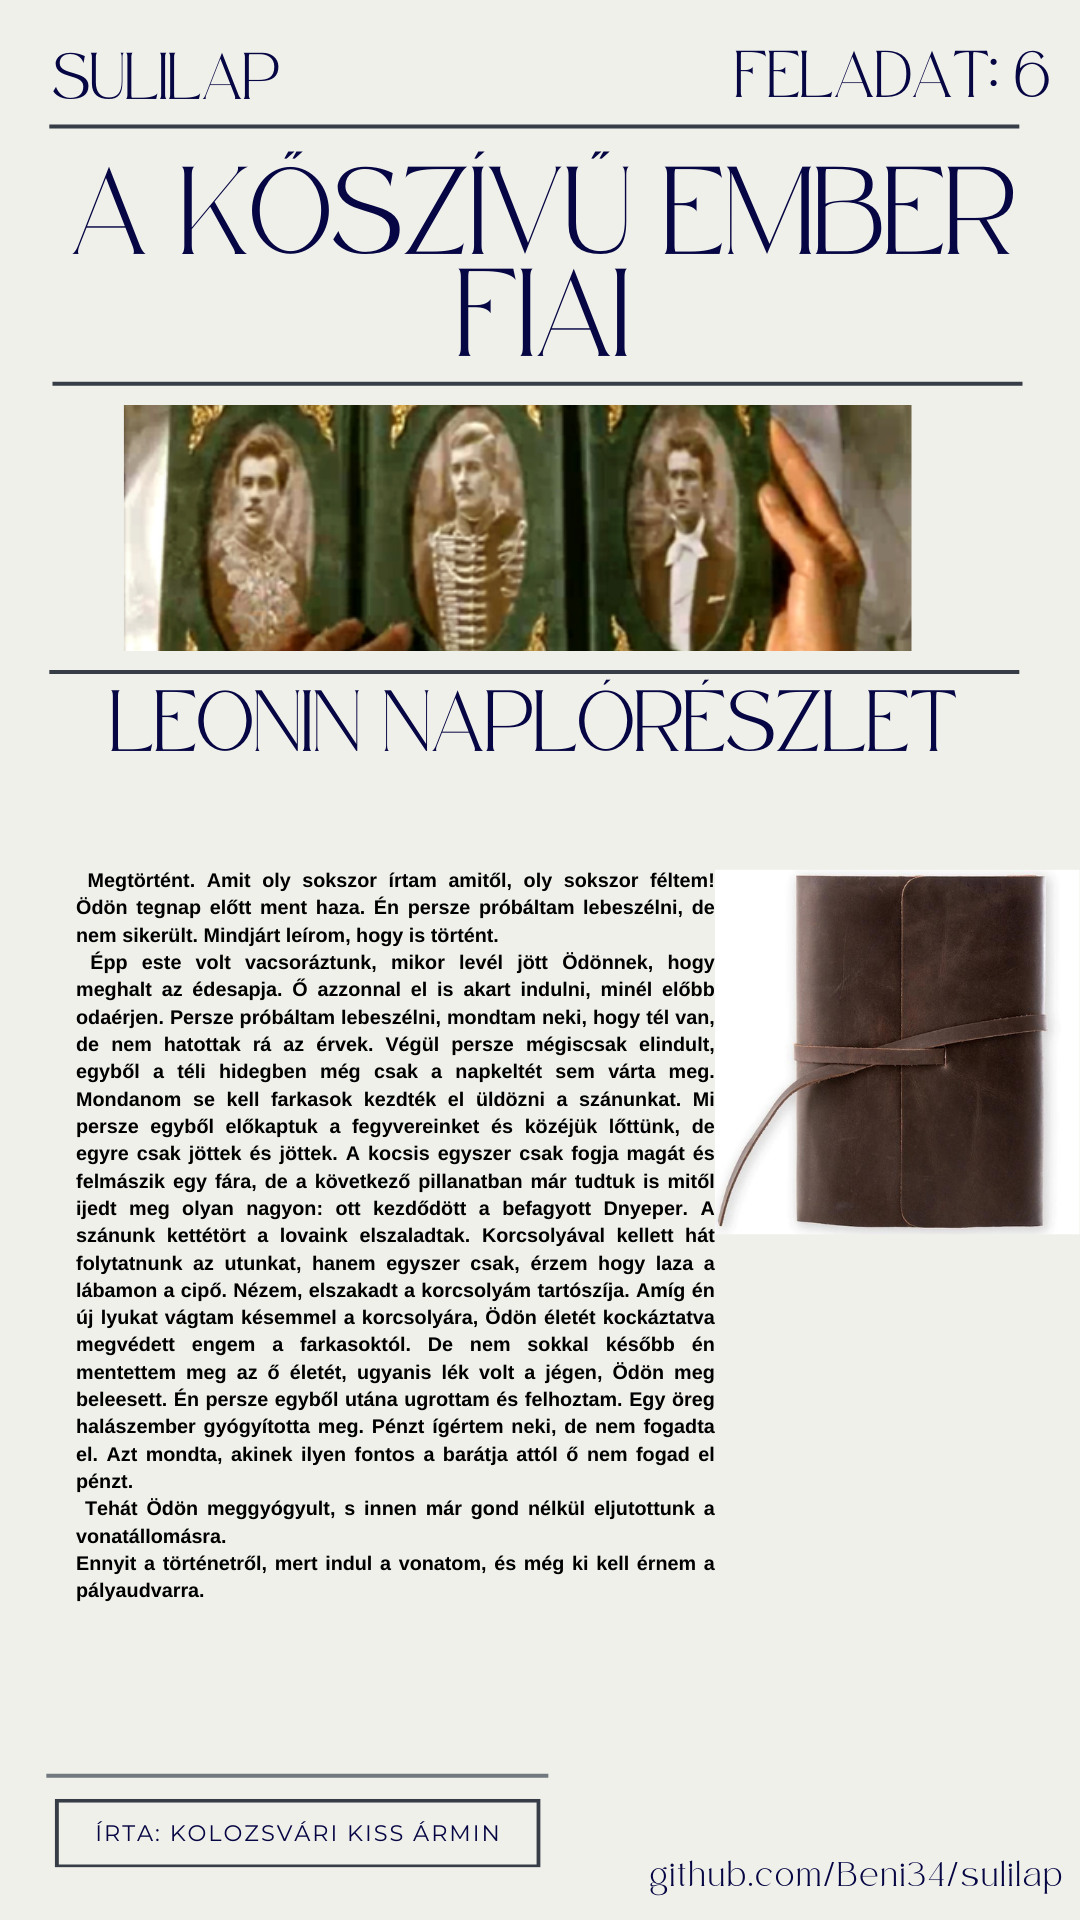 SULILAP
FELADAT: 6
A KŐSZÍVŰ EMBER
FIAI
LEONIN NAPLÓRÉSZLET
Megtörtént. Amit oly sokszor írtam amitől, oly sokszor féltem!
Ödön tegnap előtt ment haza. Én persze próbáltam lebeszélni, de
nem sikerült. Mindjárt leírom, hogy is történt.
Épp este volt vacsoráztunk, mikor levél jött Ödönnek, hogy
meghalt az édesapja. Ő azzonnal el is akart indulni, minél előbb
odaérjen. Persze próbáltam lebeszélni, mondtam neki, hogy tél van,
de nem hatottak rá az érvek. Végül persze mégiscsak elindult,
egyből a téli hidegben még csak a napkeltét sem várta meg.
Mondanom se kell farkasok kezdték el üldözni a szánunkat. Mi
persze egyből előkaptuk a fegyvereinket és közéjük lőttünk, de
egyre csak jöttek és jöttek. A kocsis egyszer csak fogja magát és
felmászik egy fára, de a következő pillanatban már tudtuk is mitől
ijedt meg olyan nagyon: ott kezdődött a befagyott Dnyeper. A
szánunk kettétört a lovaink elszaladtak. Korcsolyával kellett hát
folytatnunk az utunkat, hanem egyszer csak, érzem hogy laza a
lábamon a cipő. Nézem, elszakadt a korcsolyám tartószíja. Amíg én
új lyukat vágtam késemmel a korcsolyára, Ödön életét kockáztatva
megvédett engem a farkasoktól. De nem sokkal később én
mentettem meg az ő életét, ugyanis lék volt a jégen, Ödön meg
beleesett. Én persze egyből utána ugrottam és felhoztam. Egy öreg
halászember gyógyította meg. Pénzt ígértem neki, de nem fogadta
el. Azt mondta, akinek ilyen fontos a barátja attól ő nem fogad el
pénzt.
Tehát Ödön meggyógyult, s innen már gond nélkül eljutottunk a
vonatállomásra.
Ennyit a történetről, mert indul a vonatom, és még ki kell érnem a
pályaudvarra.
ÍRTA: KOLOZSVÁRI KISS ÁRMIN
github.com/Beni34/sulilap